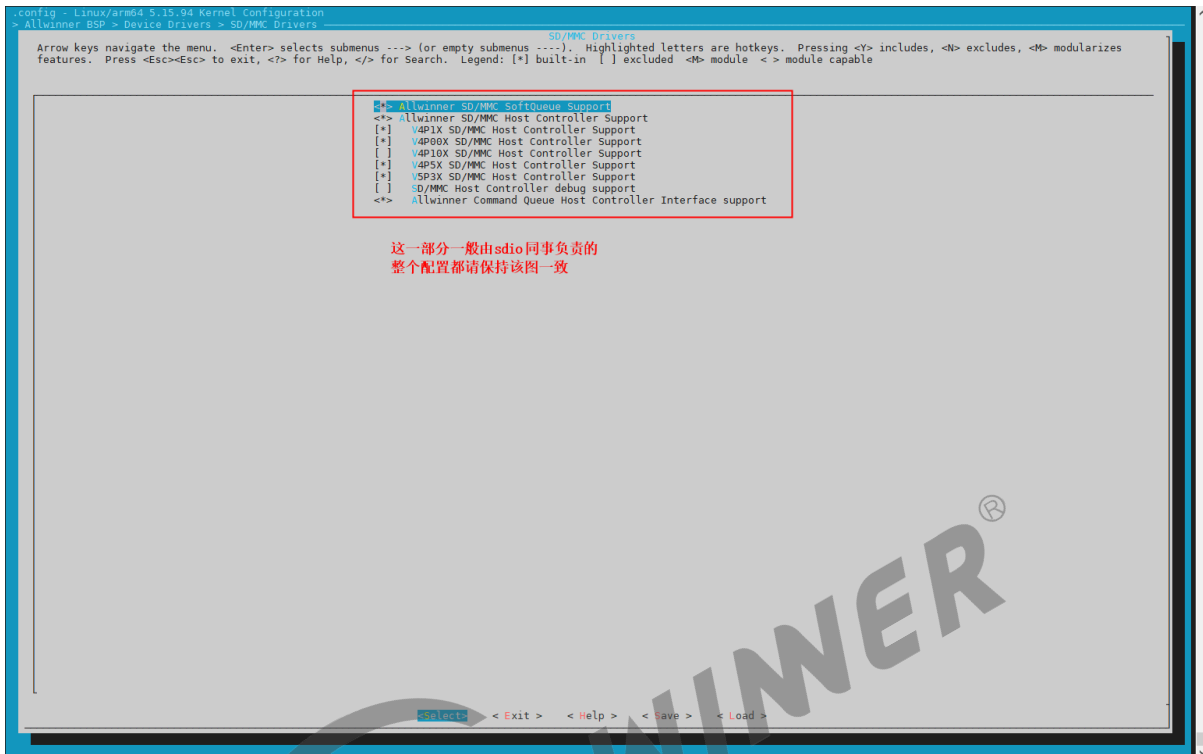 .config - Linux/arm64 5.15.94 Kernel Configuration
> Allwinner BSP > Device Drivers > SD/MMC Drivers
SD/MMC Drivers
Arrow keys navigate the menu. <Enter> selects submenus ---> (or empty submenus ----). Highlighted letters are hotkeys. Pressing <Y> includes, <N> excludes, <M> modularizes
features. Press <Esc><Esc> to exit, <?> for Help, </> for Search. Legend: [*] built-in [ ] excluded <M> module < > module capable
<*> Allwinner SD/MMC SoftQueue Support
<*> Allwinner SD/MMC Host Controller Support
[*] V4P1X SD/MMC Host Controller Support
[*] V4P00X SD/MMC Host Controller Support
[ ] V4P10X SD/MMC Host Controller Support
[*] V4P5X SD/MMC Host Controller Support
[*] V5P3X SD/MMC Host Controller Support
[ ] SD/MMC Host Controller debug support
<*> Allwinner Command Queue Host Controller Interface support
这一部分一般由sdio同事负责的
整个配置都请保持该图一致
<Select> < Exit > < Help > < Save > < Load >
WINNER®